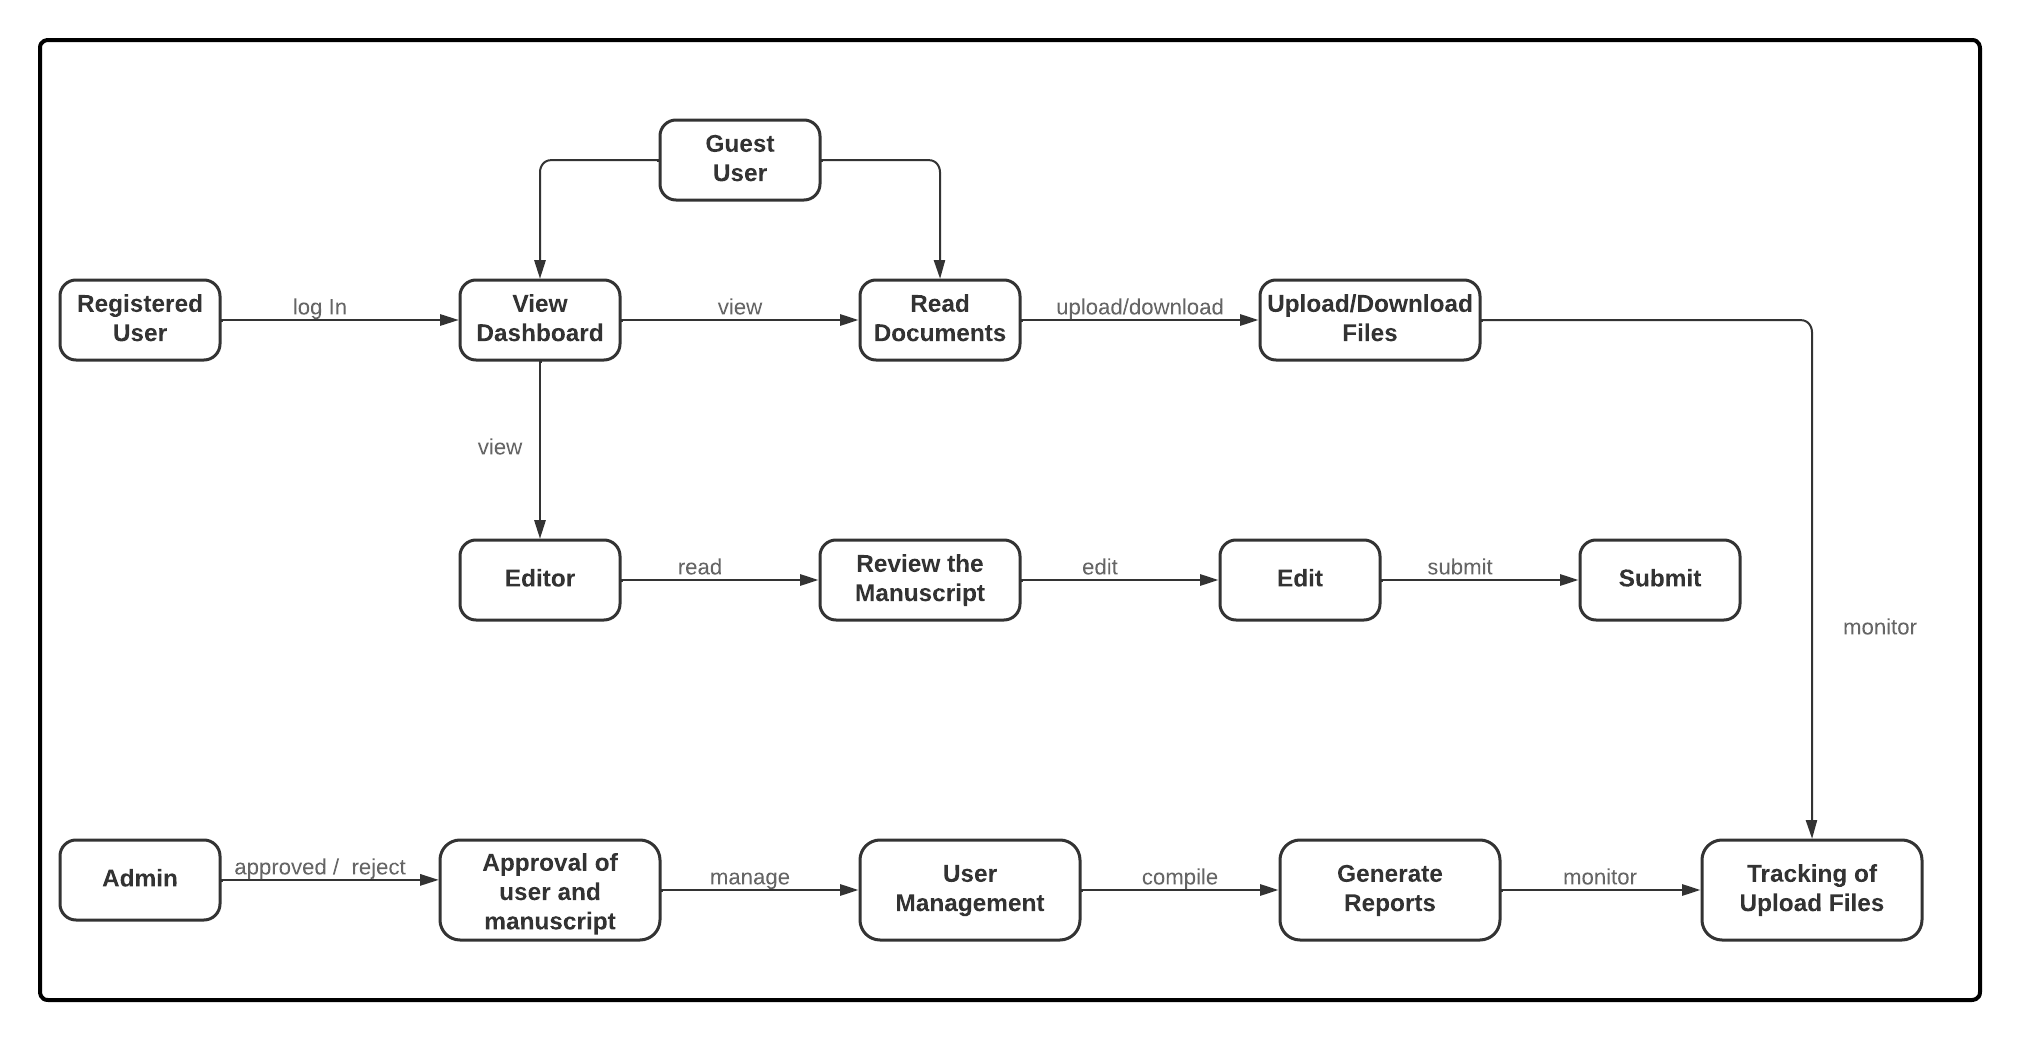 Guest
User
Registered
User
log In
View
Dashboard
view
Read
Documents
upload/download
Upload/Download
Files
view
Editor
read
Review the
Manuscript
edit
Edit
submit
Submit
monitor
Admin
approved /  reject
Approval of
user and
manuscript
manage
User
Management
compile
Generate
Reports
monitor
Tracking of
Upload Files